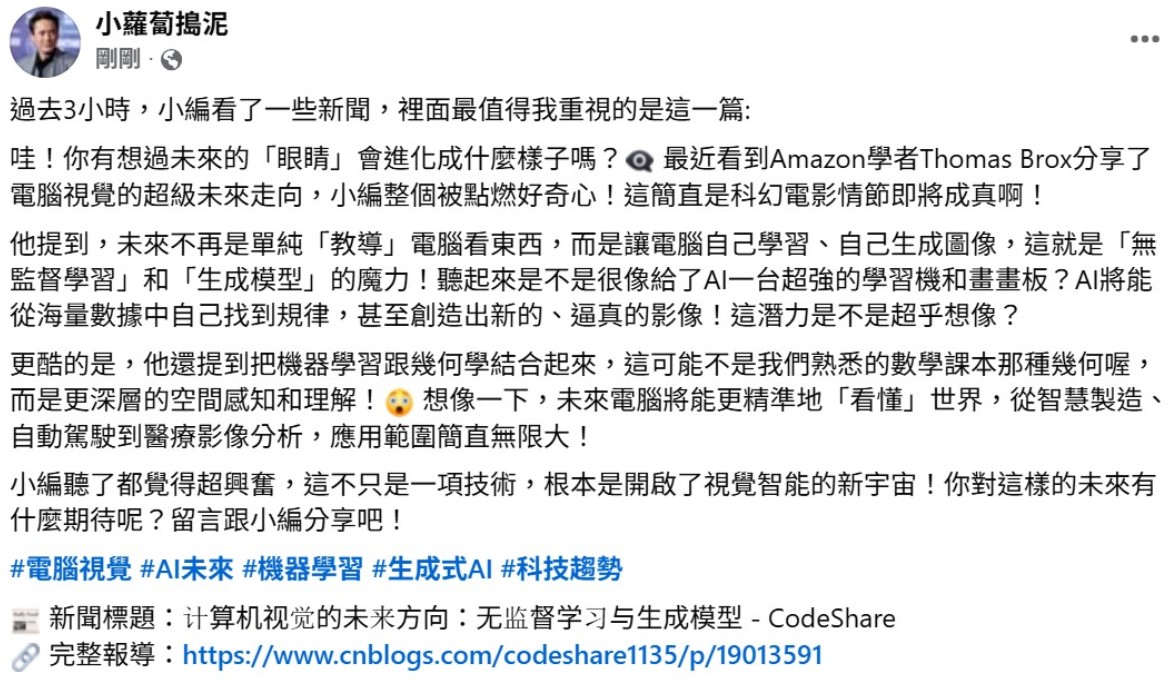 小蘿蔔搗泥
剛剛 ·
過去3小時，小編看了一些新聞，裡面最值得我重視的是這一篇:
哇！你有想過未來的「眼睛」會進化成什麼樣子嗎？👁️‍🗨️ 最近看到Amazon學者Thomas Brox分享了
電腦視覺的超級未來走向，小編整個被點燃好奇心！這簡直是科幻電影情節即將成真啊！
他提到，未來不再是單純「教導」電腦看東西，而是讓電腦自己學習、自己生成圖像，這就是「無
監督學習」和「生成模型」的魔力！聽起來是不是很像給了AI一台超強的學習機和畫畫板？AI將能
從海量數據中自己找到規律，甚至創造出新的、逼真的影像！這潛力是不是超乎想像？
更酷的是，他還提到把機器學習跟幾何學結合起來，這可能不是我們熟悉的數學課本那種幾何喔，
而是更深層的空間感知和理解！😲 想像一下，未來電腦將能更精準地「看懂」世界，從智慧製造、
自動駕駛到醫療影像分析，應用範圍簡直無限大！
小編聽了都覺得超興奮，這不只是一項技術，根本是開啟了視覺智能的新宇宙！你對這樣的未來有
什麼期待呢？留言跟小編分享吧！
#電腦視覺 #AI未來 #機器學習 #生成式AI #科技趨勢
📰 新聞標題：计算机视觉的未来方向：无监督学习与生成模型 - CodeShare
🔗 完整報導：https://www.cnblogs.com/codeshare1135/p/19013591